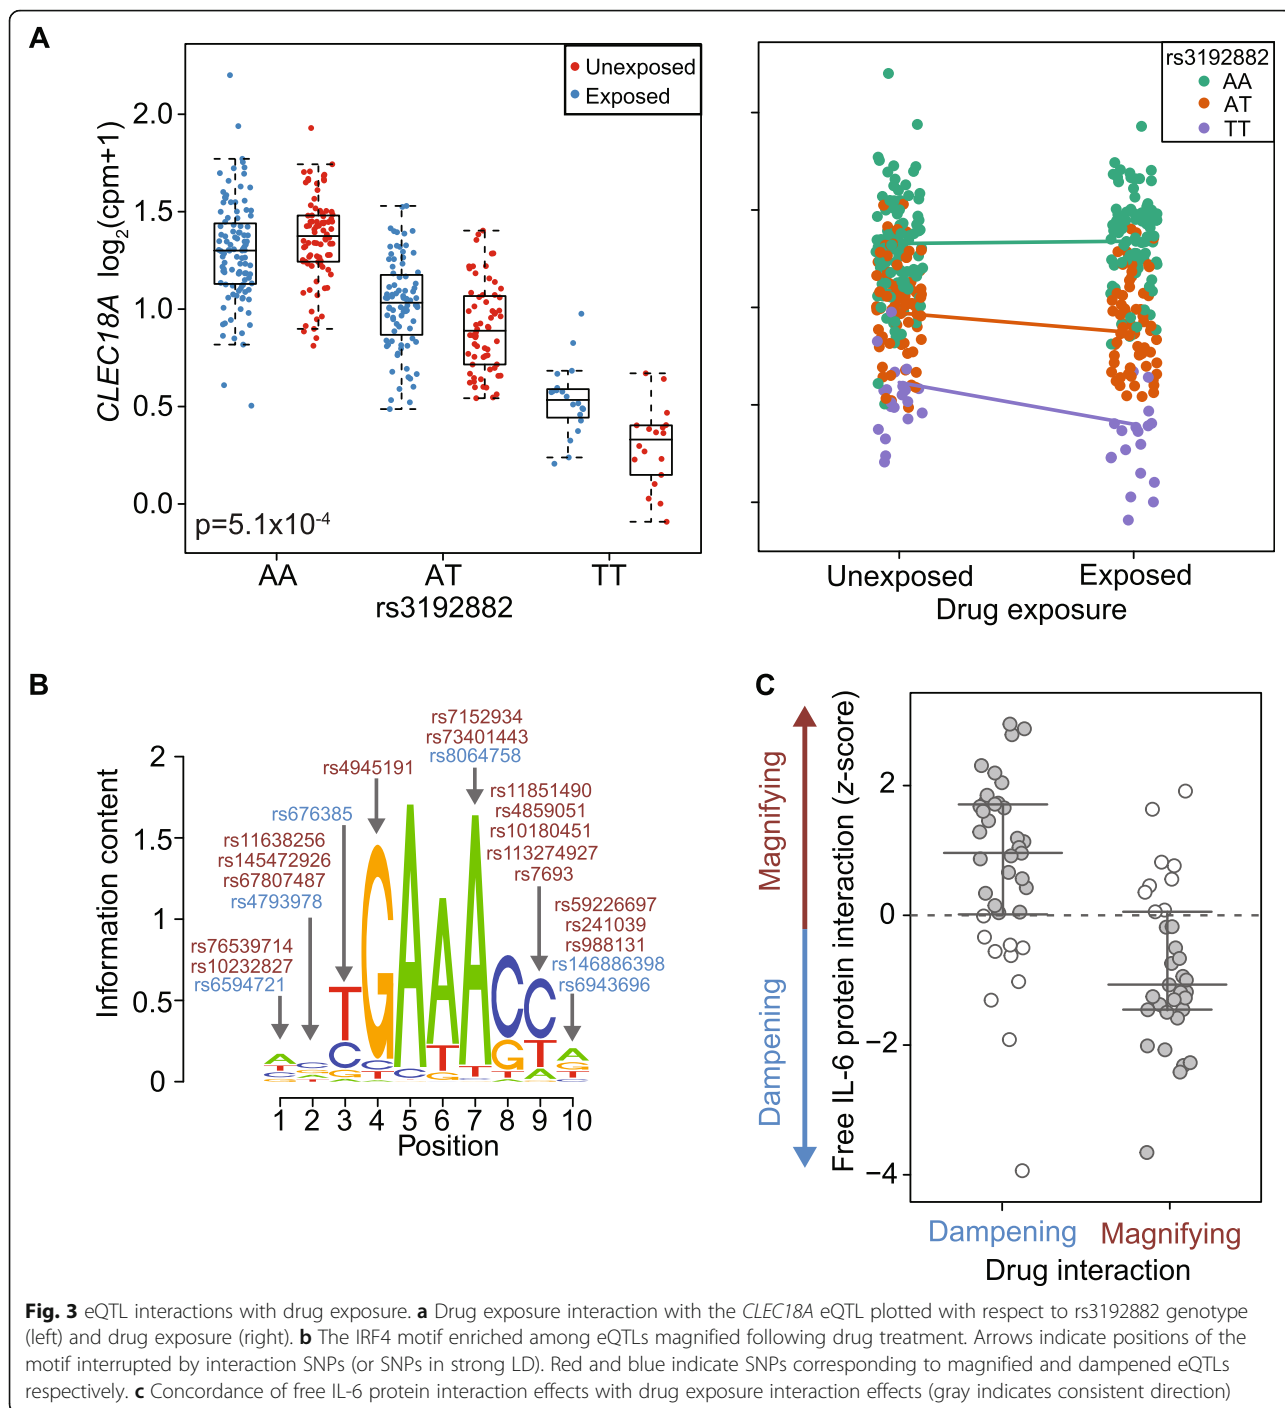 A
Unexposed
Exposed
CLEC18A log2(cpm+1)
2.0
1.5
1.0
0.5
0.0
p=5.1x10-4
AA
AT
TT
rs3192882
rs3192882
AA
AT
TT
Unexposed
Exposed
Drug exposure
B
Information content
2
1.5
1
0.5
0
rs7152934
rs73401443
rs8064758
rs4945191
rs11851490
rs4859051
rs10180451
rs113274927
rs7693
rs676385
rs11638256
rs145472926
rs67807487
rs4793978
rs59226697
rs241039
rs988131
rs146886398
rs6943696
rs76539714
rs10232827
rs6594721
1 2 3 4 5 6 7 8 9 10
Position
C
Magnifying
Dampening
Free IL-6 protein interaction (z-score)
2
0
−2
−4
Dampening
Magnifying
Drug interaction
Fig. 3 eQTL interactions with drug exposure. a Drug exposure interaction with the CLEC18A eQTL plotted with respect to rs3192882 genotype
(left) and drug exposure (right). b The IRF4 motif enriched among eQTLs magnified following drug treatment. Arrows indicate positions of the
motif interrupted by interaction SNPs (or SNPs in strong LD). Red and blue indicate SNPs corresponding to magnified and dampened eQTLs
respectively. c Concordance of free IL-6 protein interaction effects with drug exposure interaction effects (gray indicates consistent direction)